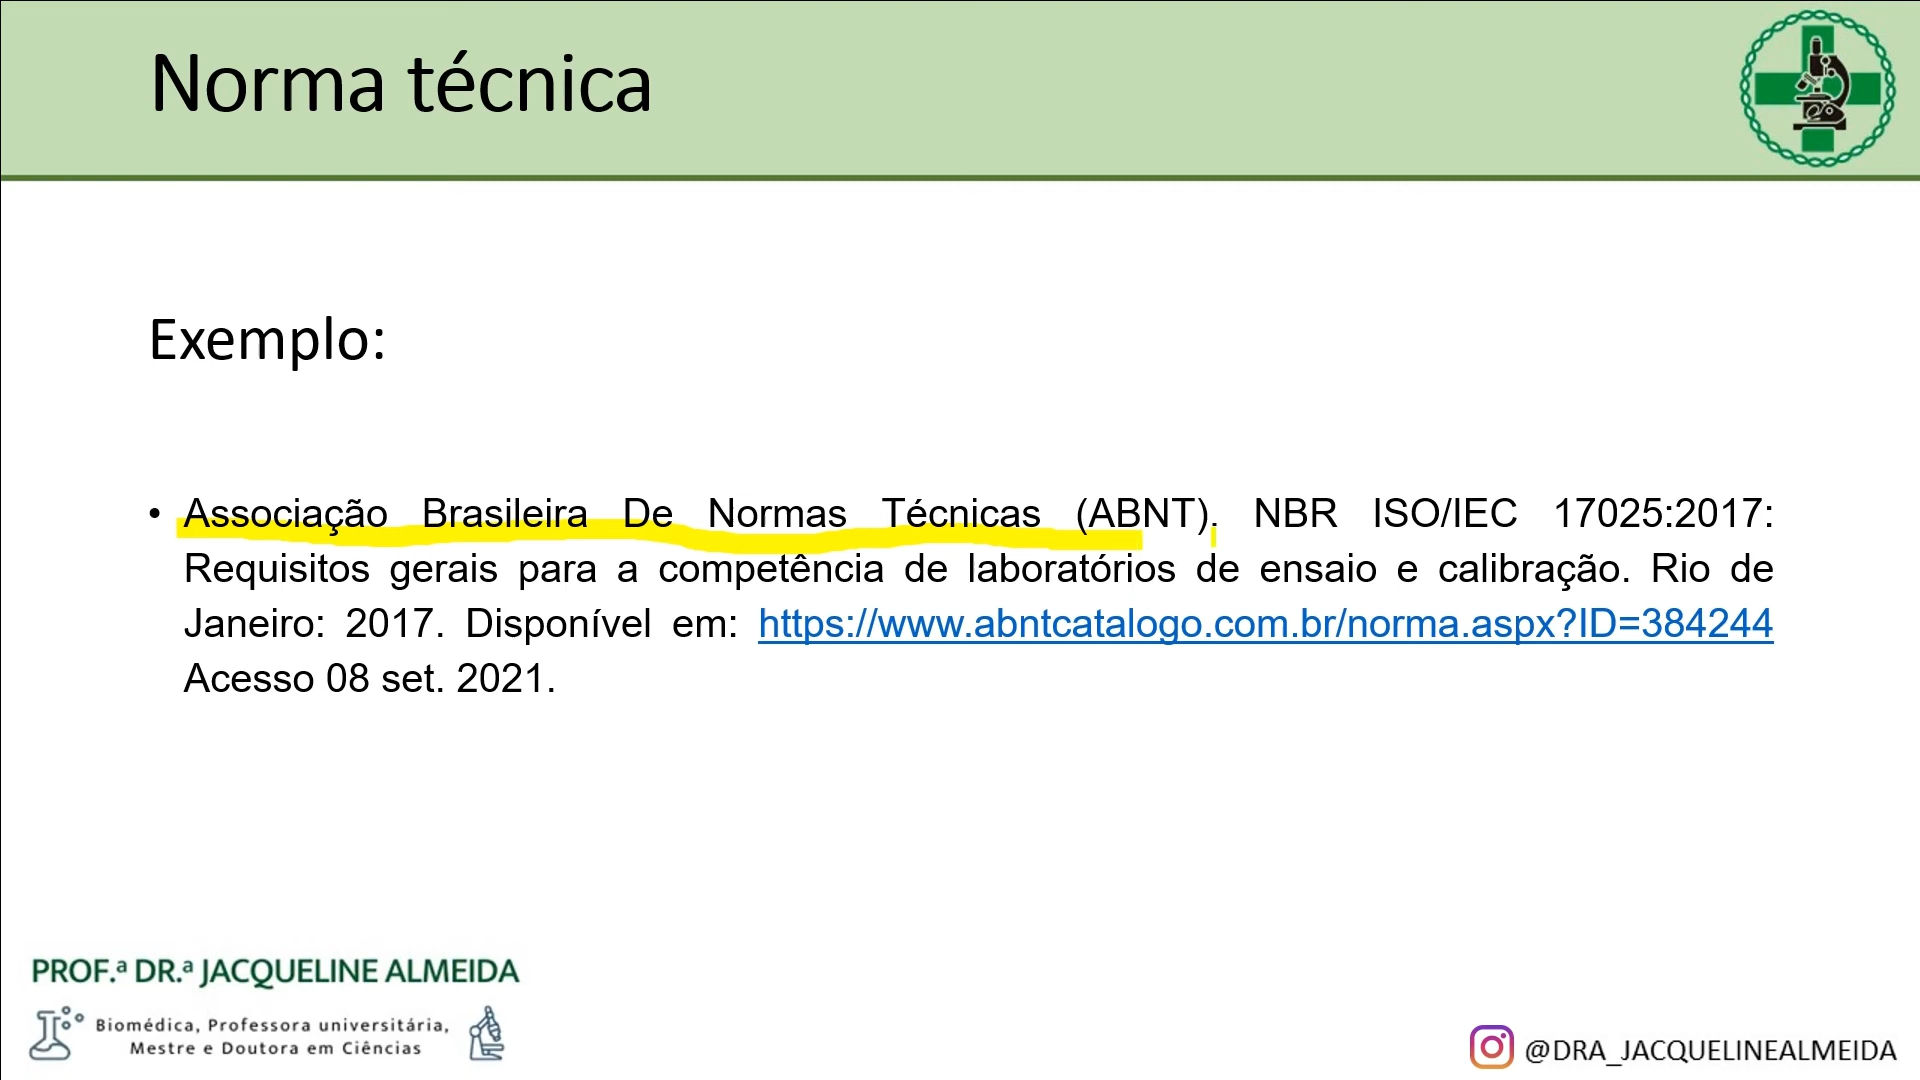 Norma técnica
Exemplo:
• Associação Brasileira De Normas Técnicas (ABNT). NBR ISO/IEC 17025:2017:
Requisitos gerais para a competência de laboratórios de ensaio e calibração. Rio de
Janeiro: 2017. Disponível em: https://www.abntcatalogo.com.br/norma.aspx?ID=384244
Acesso 08 set. 2021.
PROF.ª DR.ª JACQUELINE ALMEIDA
Biomédica, Professora universitária,
Mestre e Doutora em Ciências
@DRA_JACQUELINEALMEIDA